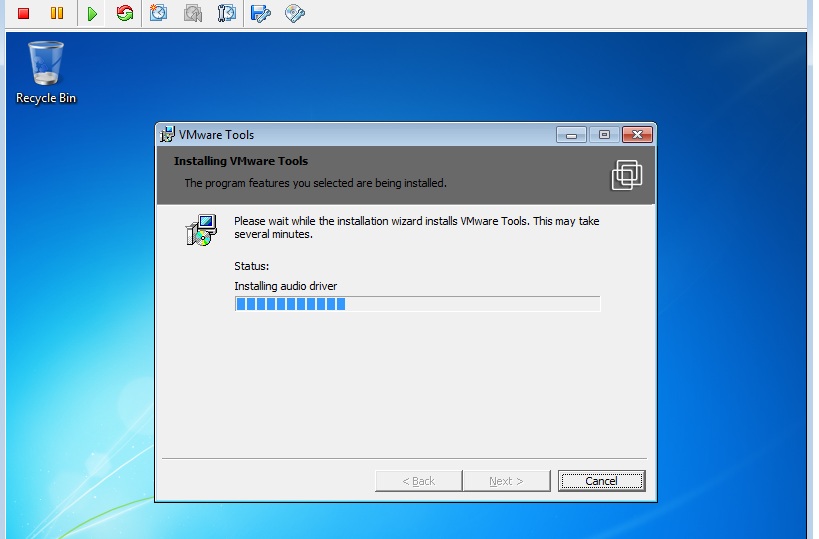 Recycle Bin
VMware Tools
Installing VMware Tools
The program features you selected are being installed.
Please wait while the installation wizard installs VMware Tools. This may take
several minutes.
Status:
Installing audio driver
< Back
Next >
Cancel